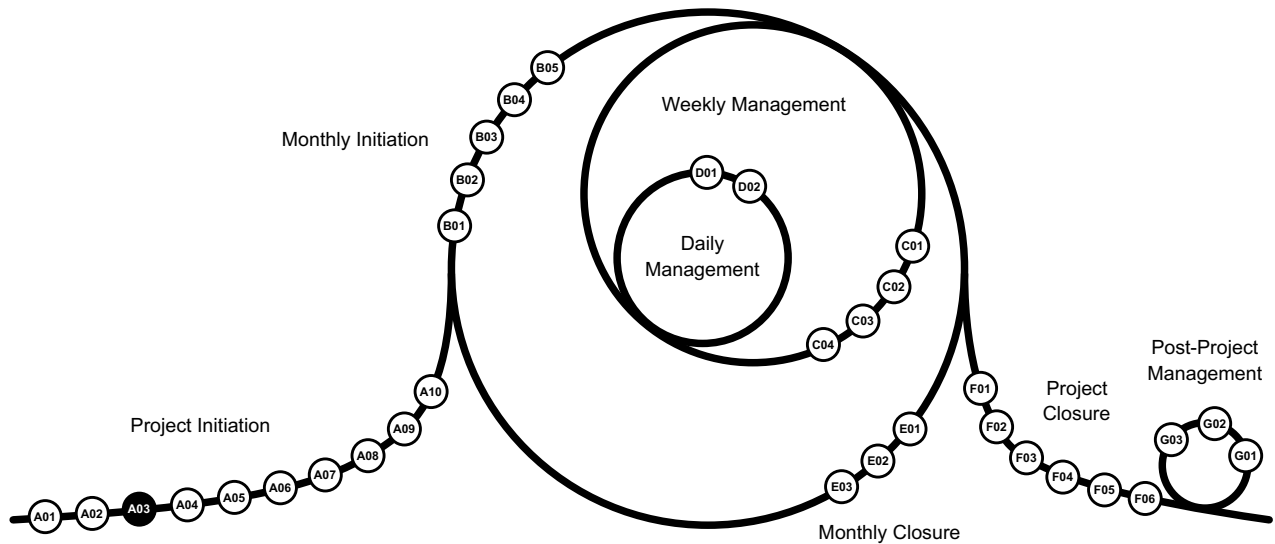 B05
B04
Weekly Management
Monthly Initiation
B03
D01
B02
D02
B01
Daily
Management
C01
C02
C03
C04
Post-Project
Management
A10
F01
Project
Closure
Project Initiation
A09
E01
F02
G03
G02
G01
A08
E02
F03
A07
A06
E03
F04
A05
F05
A04
F06
A03
A02
A01
Monthly Closure